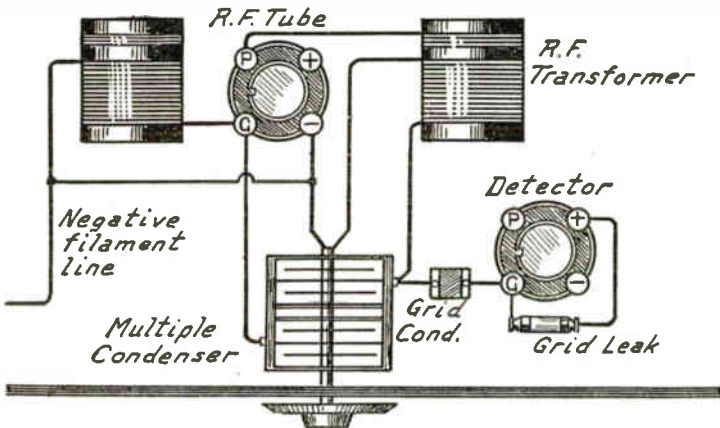 R.F. Tube
R.F.
Transformer
P
+
G
−
Negative
filament
line
Detector
P
+
G
−
Multiple
Condenser
Grid
Cond.
Grid Leak